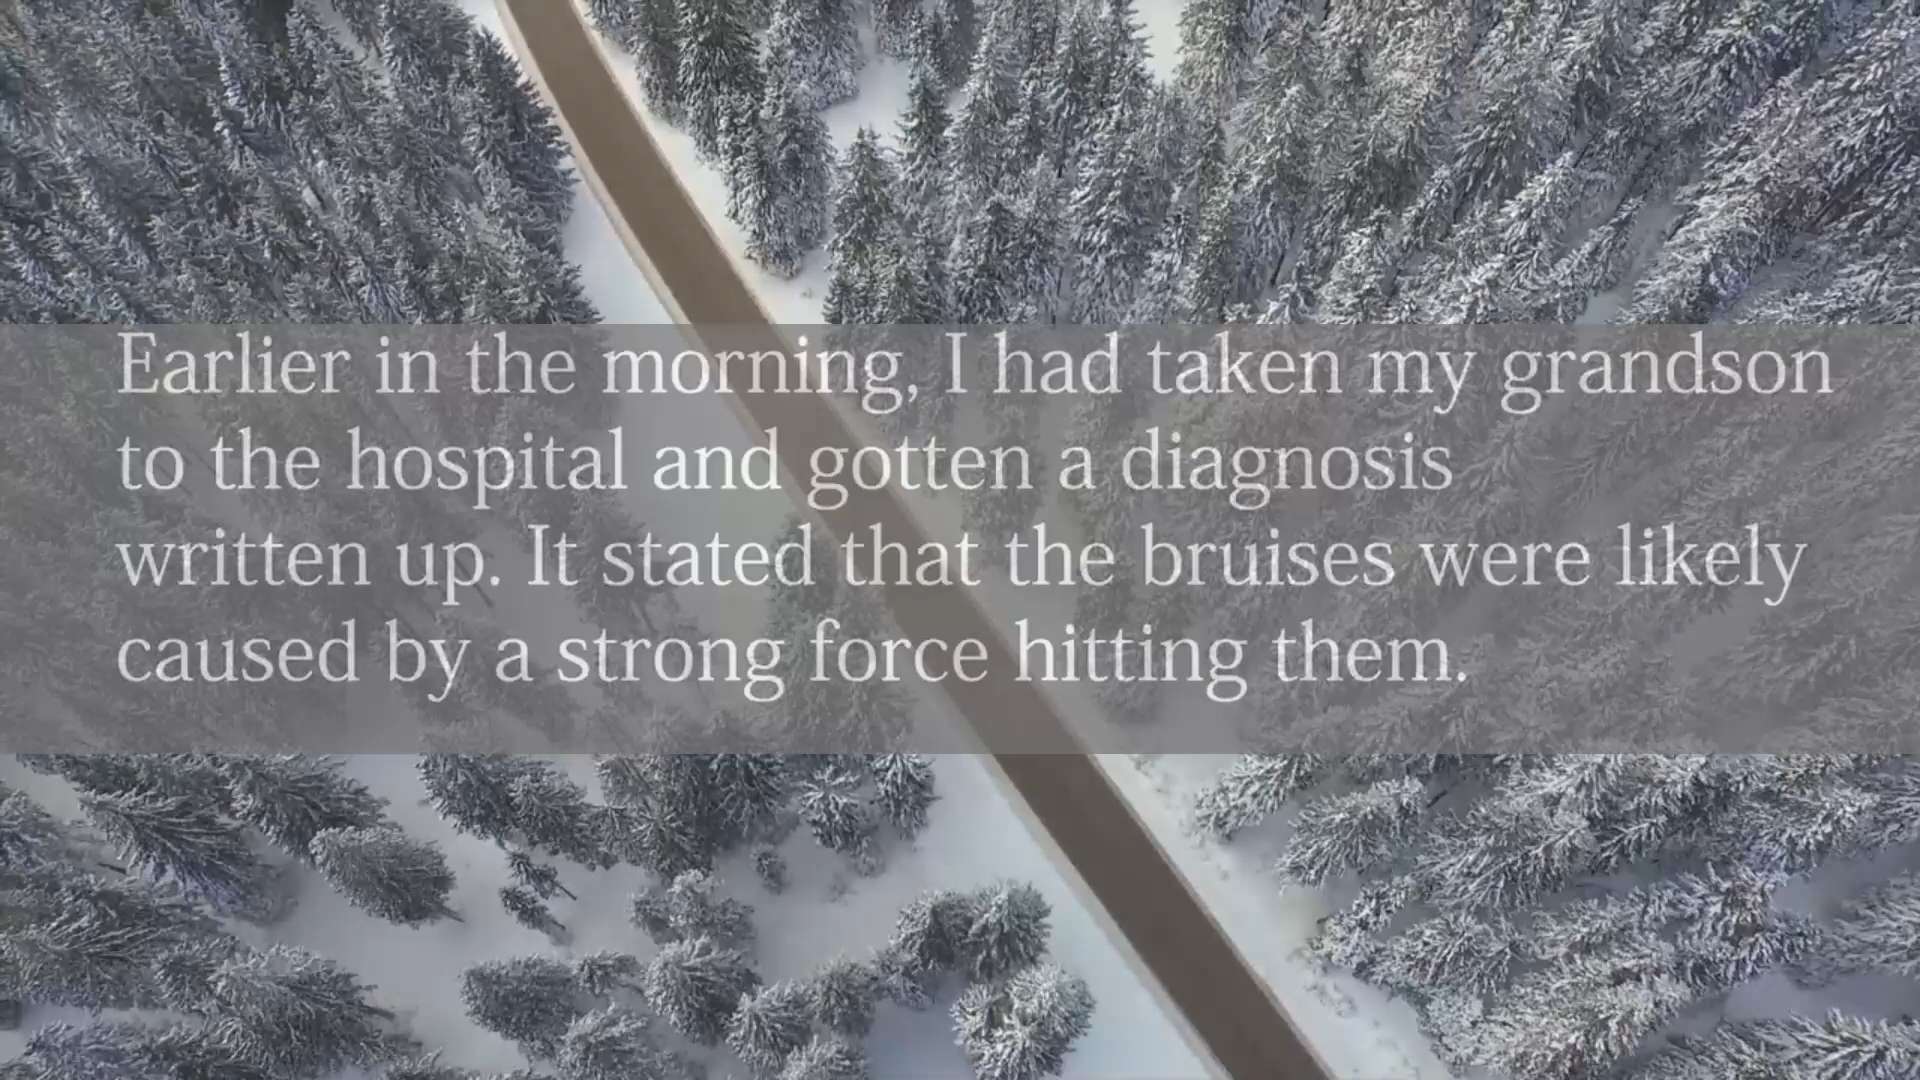 Earlier in the morning, I had taken my grandson
to the hospital and gotten a diagnosis
written up. It stated that the bruises were likely
caused by a strong force hitting them.